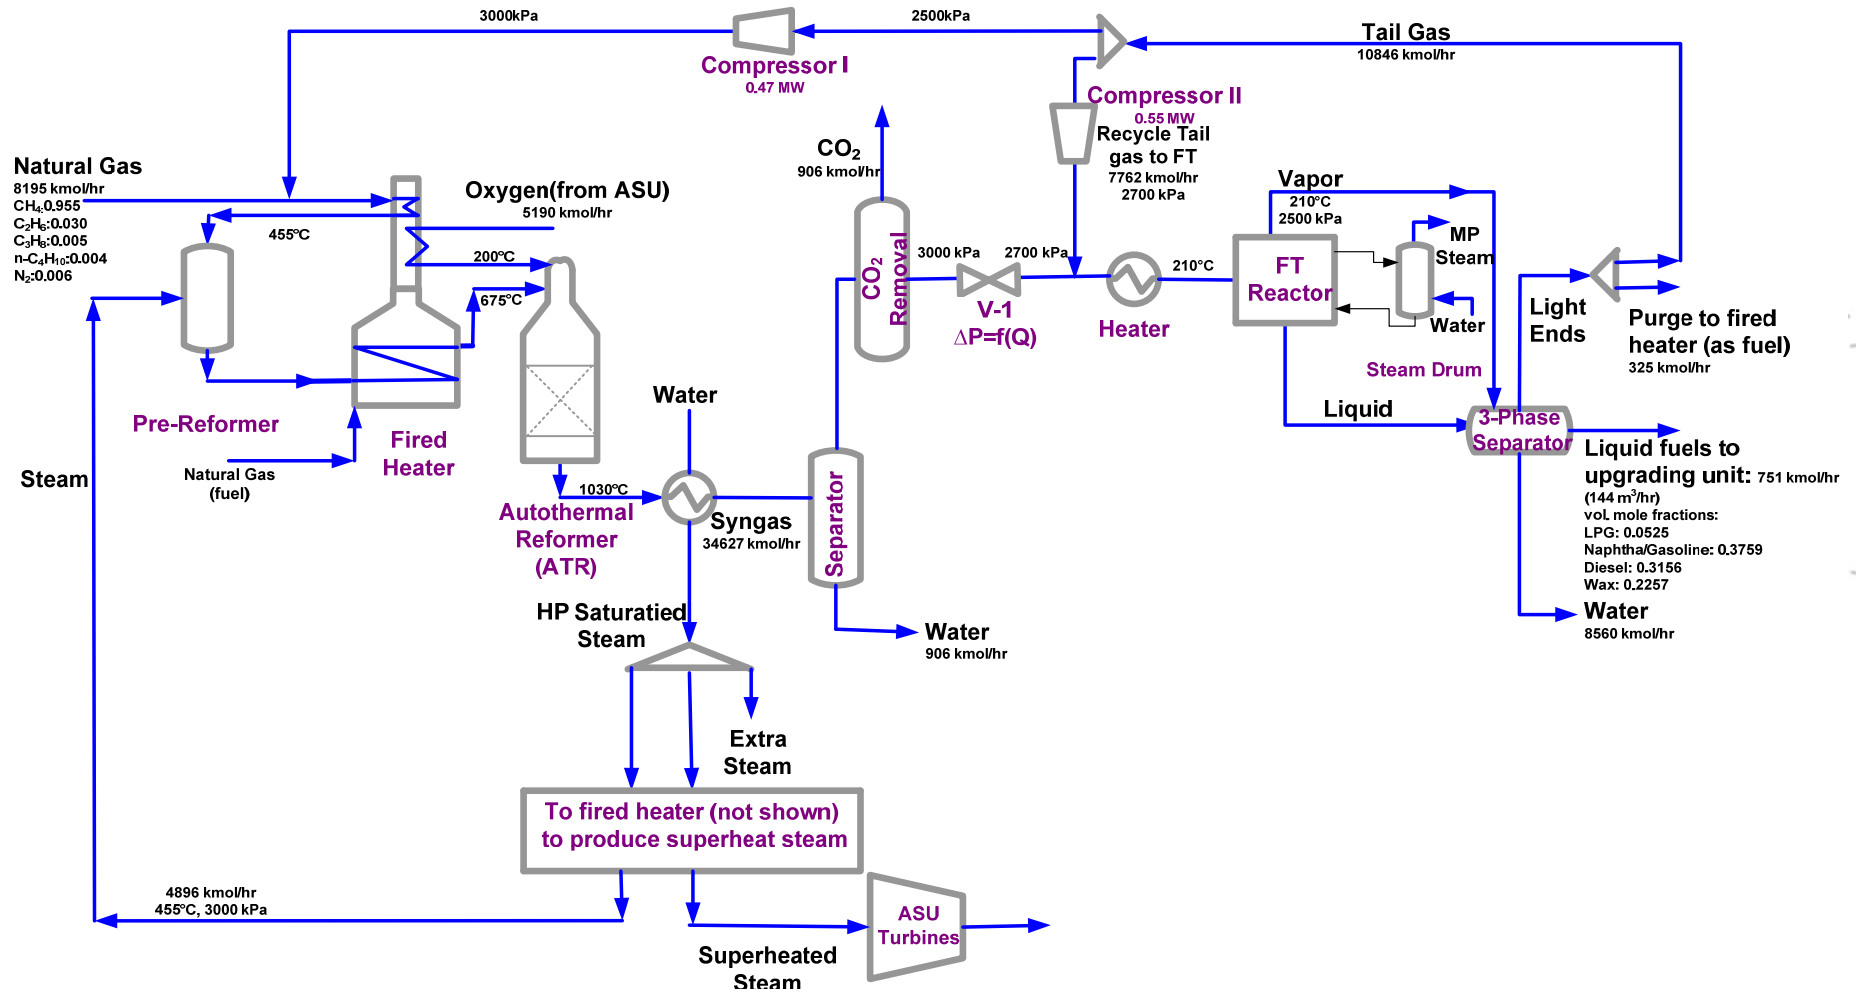 3000kPa
2500kPa
Tail Gas
10846 kmol/hr
Compressor I
0.47 MW
Compressor II
0.55 MW
Recycle Tail
gas to FT
7762 kmol/hr
2700 kPa
CO2
906 kmol/hr
Natural Gas
8195 kmol/hr
CH4:0.955
C2H6:0.030
C3H8:0.005
n-C4H10:0.004
N2:0.006
Oxygen(from ASU)
5190 kmol/hr
455°C
200°C
675°C
Vapor
210°C
2500 kPa
MP
Steam
CO2
Removal
3000 kPa
2700 kPa
V-1
ΔP=f(Q)
210°C
Heater
FT
Reactor
Water
Steam Drum
Light
Ends
Purge to fired
heater (as fuel)
325 kmol/hr
Pre-Reformer
Fired
Heater
Natural Gas
(fuel)
Steam
Water
1030°C
Autothermal
Reformer
(ATR)
Syngas
34627 kmol/hr
Separator
Water
906 kmol/hr
Liquid
3-Phase
Separator
Liquid fuels to
upgrading unit: 751 kmol/hr
(144 m3/hr)
vol. mole fractions:
LPG: 0.0525
Naphtha/Gasoline: 0.3759
Diesel: 0.3156
Wax: 0.2257
Water
8560 kmol/hr
HP Saturatied
Steam
Extra
Steam
To fired heater (not shown)
to produce superheat steam
4896 kmol/hr
455°C, 3000 kPa
ASU
Turbines
Superheated
Steam